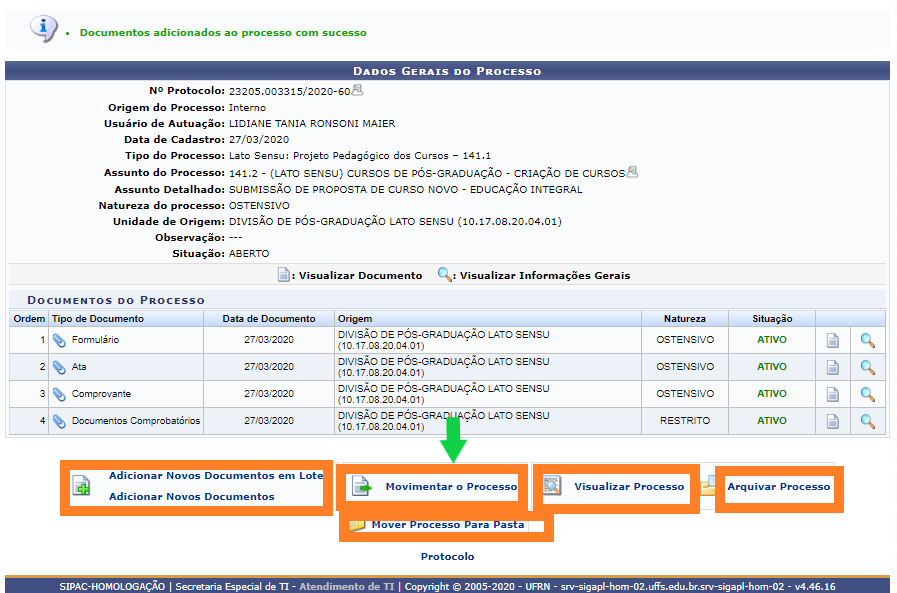 Documentos adicionados ao processo com sucesso
Dados Gerais do Processo
Nº Protocolo: 23205.003315/2020-60
Origem do Processo: Interno
Usuário de Autuação: LIDIANE TANIA RONSONI MAIER
Data de Cadastro: 27/03/2020
Tipo do Processo: Lato Sensu: Projeto Pedagógico dos Cursos – 141.1
Assunto do Processo: 141.2 - (LATO SENSU) CURSOS DE PÓS-GRADUAÇÃO - CRIAÇÃO DE CURSOS
Assunto Detalhado: SUBMISSÃO DE PROPOSTA DE CURSO NOVO - EDUCAÇÃO INTEGRAL
Natureza do processo: OSTENSIVO
Unidade de Origem: DIVISÃO DE PÓS-GRADUAÇÃO LATO SENSU (10.17.08.20.04.01)
Observação: ---
Situação: ABERTO
: Visualizar Documento : Visualizar Informações Gerais
Documentos do Processo
Ordem Tipo de Documento Data de Documento Origem Natureza Situação
1 Formulário 27/03/2020 DIVISÃO DE PÓS-GRADUAÇÃO LATO SENSU OSTENSIVO ATIVO
(10.17.08.20.04.01)
2 Ata 27/03/2020 DIVISÃO DE PÓS-GRADUAÇÃO LATO SENSU OSTENSIVO ATIVO
(10.17.08.20.04.01)
3 Comprovante 27/03/2020 DIVISÃO DE PÓS-GRADUAÇÃO LATO SENSU OSTENSIVO ATIVO
(10.17.08.20.04.01)
4 Documentos Comprobatórios 27/03/2020 DIVISÃO DE PÓS-GRADUAÇÃO LATO SENSU RESTRITO ATIVO
(10.17.08.20.04.01)
Adicionar Novos Documentos em Lote
Adicionar Novos Documentos
Movimentar o Processo
Visualizar Processo
Arquivar Processo
Mover Processo Para Pasta
Protocolo
SIPAC-HOMOLOGAÇÃO | Secretaria Especial de TI - Atendimento de TI | Copyright © 2005-2020 - UFRN - srv-sigapl-hom-02.uffs.edu.br.srv-sigapl-hom-02 - v4.46.16